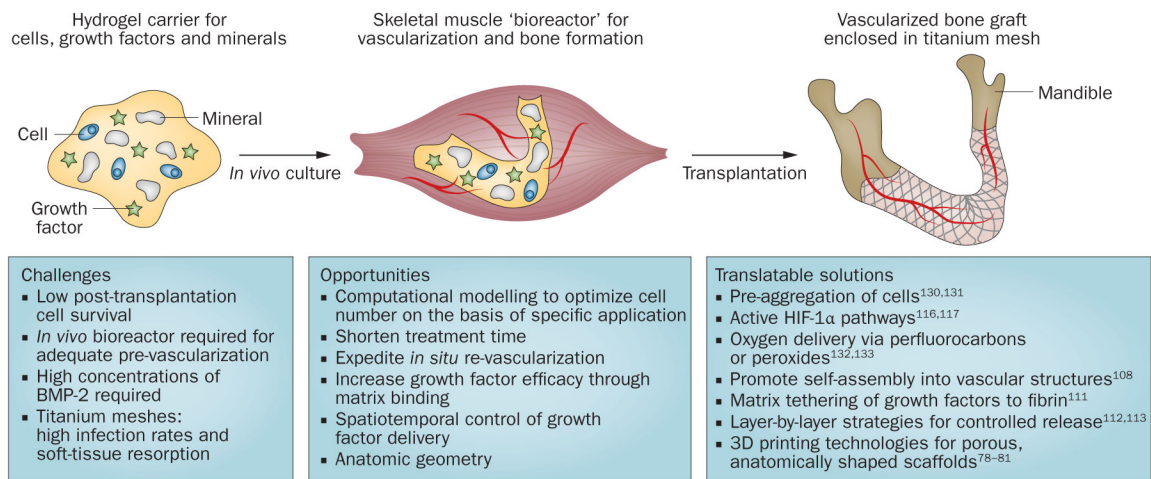 Hydrogel carrier for
cells, growth factors and minerals
Skeletal muscle ‘bioreactor’ for
vascularization and bone formation
Vascularized bone graft
enclosed in titanium mesh
Cell
Mineral
Growth
factor
In vivo culture
Transplantation
Mandible
Challenges
▪ Low post-transplantation
cell survival
▪ In vivo bioreactor required for
adequate pre-vascularization
▪ High concentrations of
BMP-2 required
▪ Titanium meshes:
high infection rates and
soft-tissue resorption
Opportunities
▪ Computational modelling to optimize cell
number on the basis of specific application
▪ Shorten treatment time
▪ Expedite in situ re-vascularization
▪ Increase growth factor efficacy through
matrix binding
▪ Spatiotemporal control of growth
factor delivery
▪ Anatomic geometry
Translatable solutions
▪ Pre-aggregation of cells¹³⁰,¹³¹
▪ Active HIF-1α pathways¹¹⁶,¹¹⁷
▪ Oxygen delivery via perfluorocarbons
or peroxides¹³²,¹³³
▪ Promote self-assembly into vascular structures¹⁰⁸
▪ Matrix tethering of growth factors to fibrin¹¹¹
▪ Layer-by-layer strategies for controlled release¹¹²,¹¹³
▪ 3D printing technologies for porous,
anatomically shaped scaffolds⁷⁸–⁸¹